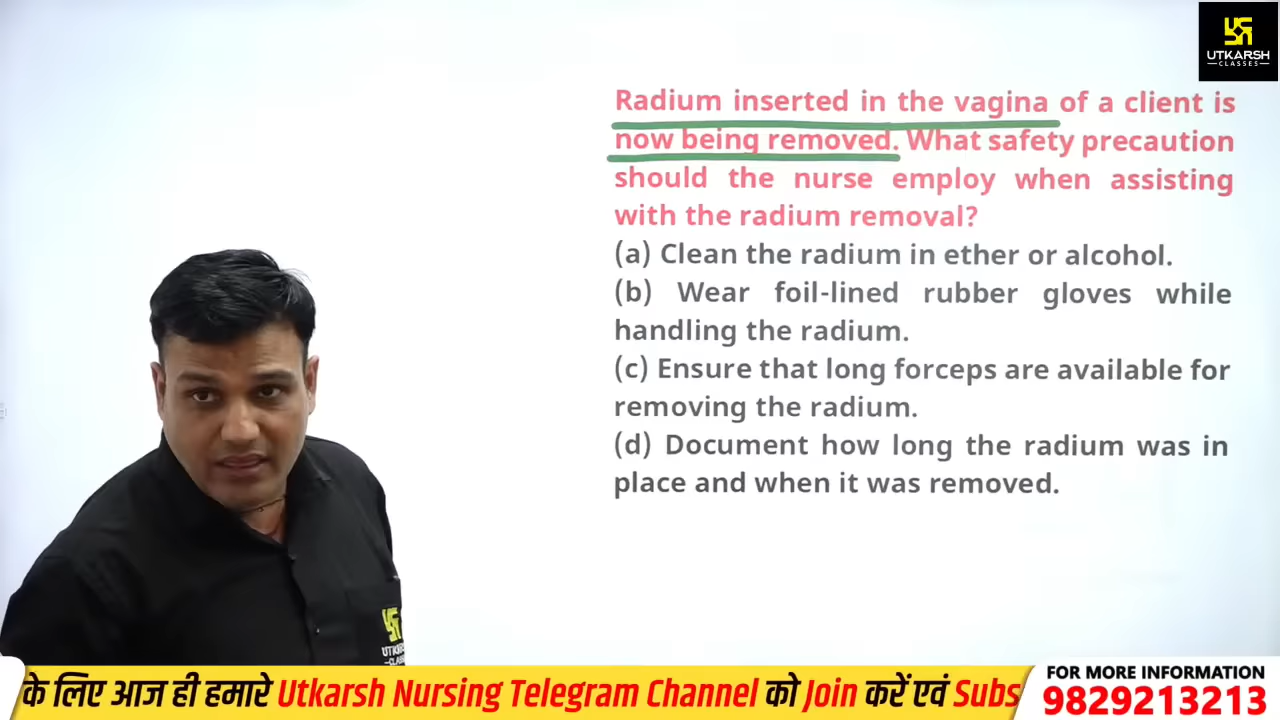 UTKARSH
CLASSES
Radium inserted in the vagina of a client is
now being removed. What safety precaution
should the nurse employ when assisting
with the radium removal?
(a) Clean the radium in ether or alcohol.
(b) Wear foil-lined rubber gloves while
handling the radium.
(c) Ensure that long forceps are available for
removing the radium.
(d) Document how long the radium was in
place and when it was removed.
के लिए आज ही हमारे Utkarsh Nursing Telegram Channel को Join करें एवं Subs
FOR MORE INFORMATION
9829213213